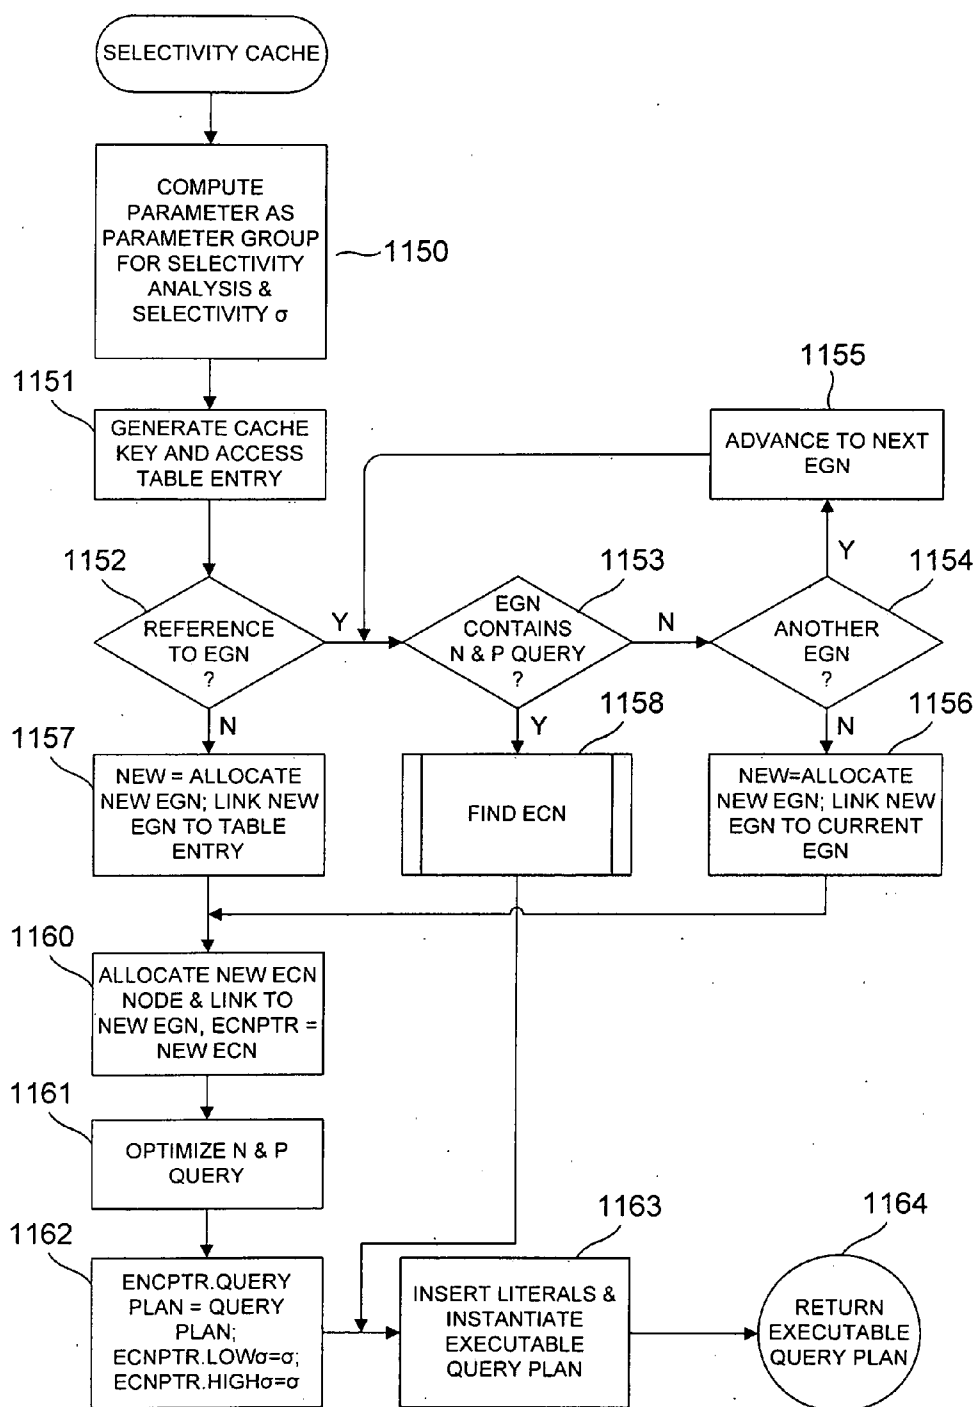 SELECTIVITY CACHE
COMPUTE
PARAMETER AS
PARAMETER GROUP
FOR SELECTIVITY
ANALYSIS &
SELECTIVITY σ
1150
1151
GENERATE CACHE
KEY AND ACCESS
TABLE ENTRY
1155
ADVANCE TO NEXT
EGN
1152
REFERENCE
TO EGN
?
Y
N
1153
EGN
CONTAINS
N & P QUERY
?
N
Y
1154
ANOTHER
EGN
?
Y
N
1157
NEW = ALLOCATE
NEW EGN; LINK NEW
EGN TO TABLE
ENTRY
1158
FIND ECN
1156
NEW=ALLOCATE
NEW EGN; LINK NEW
EGN TO CURRENT
EGN
1160
ALLOCATE NEW ECN
NODE & LINK TO
NEW EGN, ECNPTR =
NEW ECN
1161
OPTIMIZE N & P
QUERY
1162
ENCPTR.QUERY
PLAN = QUERY
PLAN;
ECNPTR.LOWσ=σ;
ECNPTR.HIGHσ=σ
1163
INSERT LITERALS &
INSTANTIATE
EXECUTABLE
QUERY PLAN
1164
RETURN
EXECUTABLE
QUERY PLAN